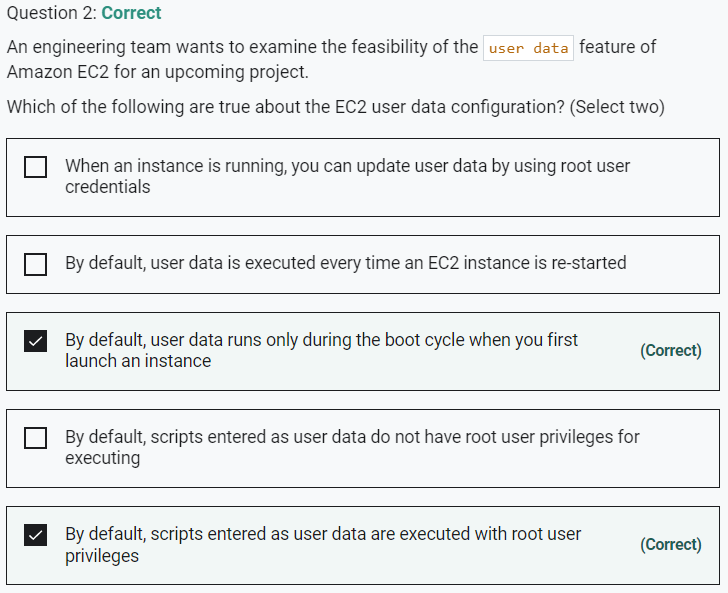 Question 2: Correct
An engineering team wants to examine the feasibility of the user data feature of
Amazon EC2 for an upcoming project.
Which of the following are true about the EC2 user data configuration? (Select two)
When an instance is running, you can update user data by using root user
credentials
By default, user data is executed every time an EC2 instance is re-started
By default, user data runs only during the boot cycle when you first
launch an instance
(Correct)
By default, scripts entered as user data do not have root user privileges for
executing
By default, scripts entered as user data are executed with root user
privileges
(Correct)